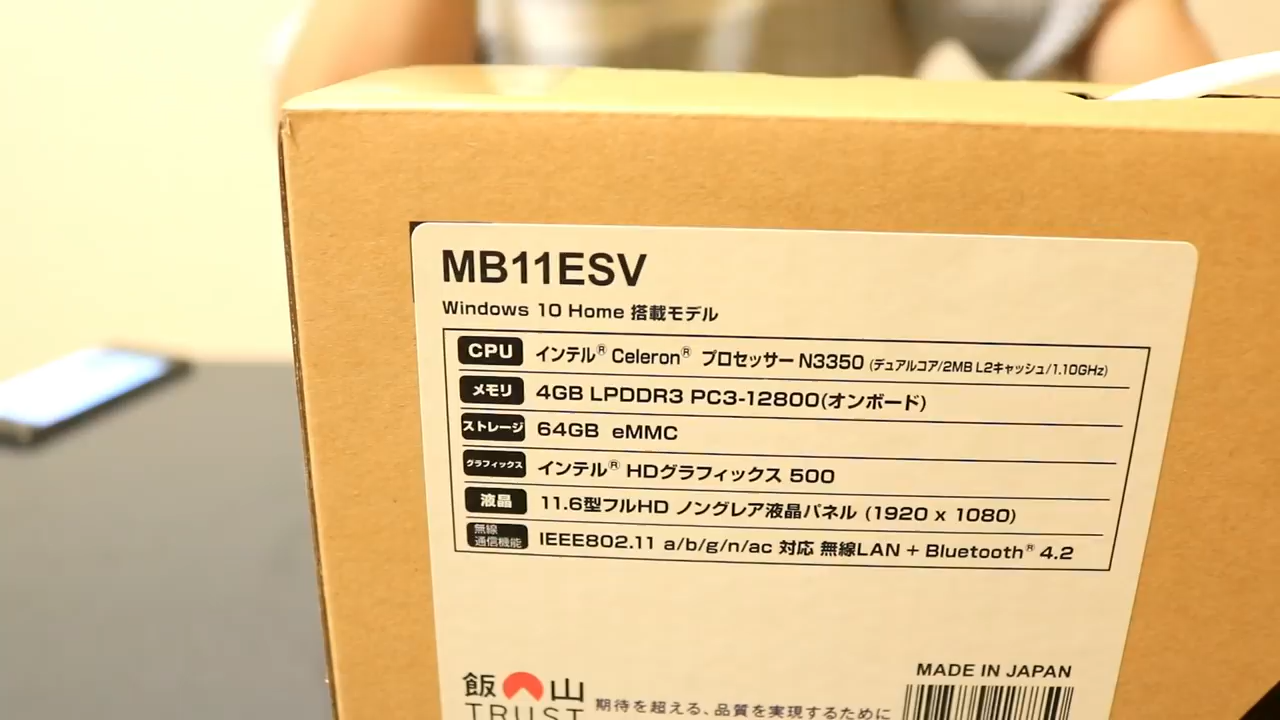 MB11ESV
Windows 10 Home 搭載モデル
CPU インテル® Celeron® プロセッサー N3350 (デュアルコア/2MB L2キャッシュ/1.10GHz)
メモリ 4GB LPDDR3 PC3-12800(オンボード)
ストレージ 64GB eMMC
グラフィックス インテル® HDグラフィックス 500
液晶 11.6型フルHD ノングレア液晶パネル (1920 x 1080)
無線通信機能 IEEE802.11 a/b/g/n/ac 対応 無線LAN + Bluetooth® 4.2
MADE IN JAPAN
飯山
TRUST
期待を超える、品質を実現するために